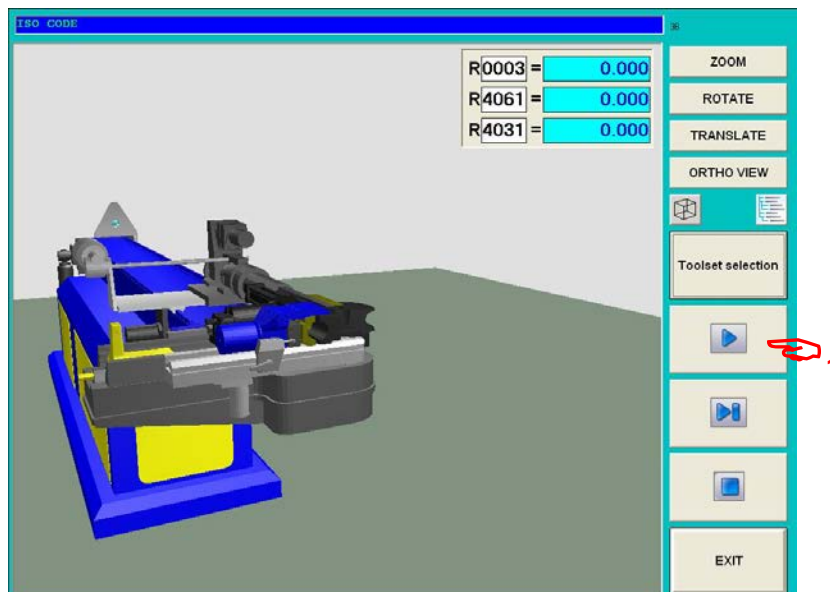 ISO CODE
36
R0003 = 0.000
R4061 = 0.000
R4031 = 0.000
ZOOM
ROTATE
TRANSLATE
ORTHO VIEW
Toolset selection
EXIT